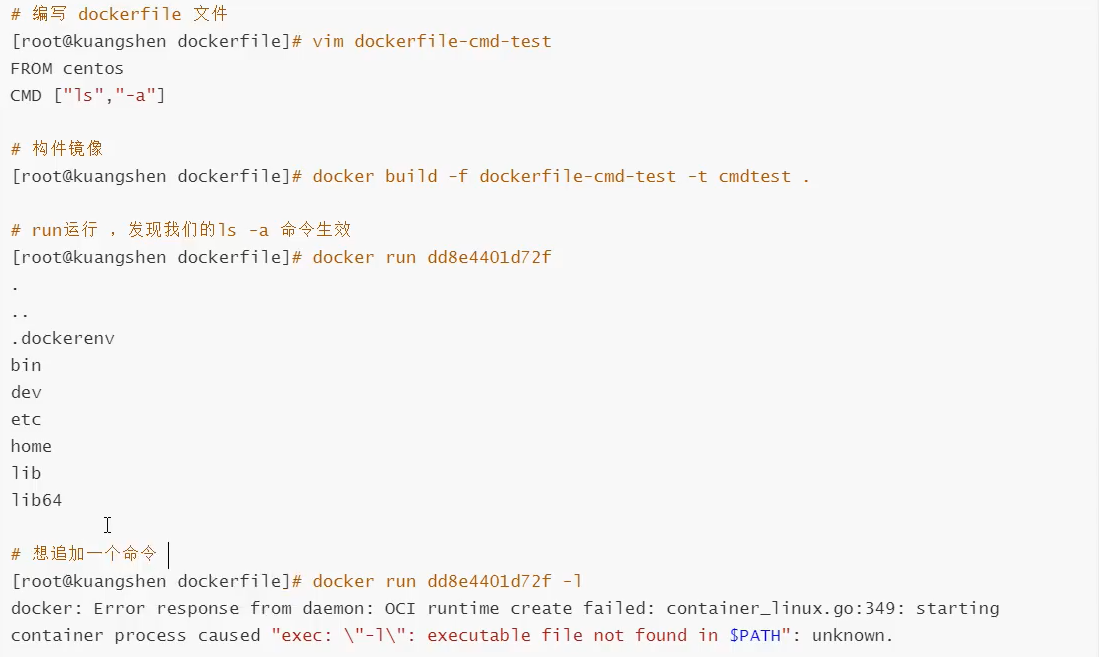 # 编写 dockerfile 文件
[root@kuangshen dockerfile]# vim dockerfile-cmd-test
FROM centos
CMD ["ls","-a"]
# 构件镜像
[root@kuangshen dockerfile]# docker build -f dockerfile-cmd-test -t cmdtest .
# run运行 ，发现我们的ls -a 命令生效
[root@kuangshen dockerfile]# docker run dd8e4401d72f
.
..
.dockerenv
bin
dev
etc
home
lib
lib64
# 想追加一个命令
[root@kuangshen dockerfile]# docker run dd8e4401d72f -l
docker: Error response from daemon: OCI runtime create failed: container_linux.go:349: starting
container process caused "exec: \"-l\": executable file not found in $PATH": unknown.